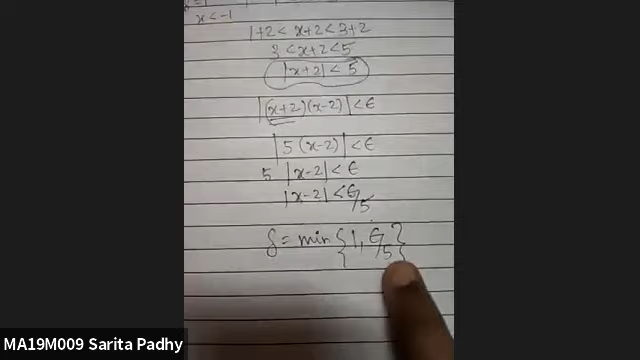 x < -1
1+2 < x+2 < 3+2
3 < x+2 < 5
|x+2| < 5
|(x+2)(x-2)| < ϵ
|5(x-2)| < ϵ
5 |x-2| < ϵ
|x-2| < ϵ/5
δ = min {1, ϵ/5}
MA19M009 Sarita Padhy